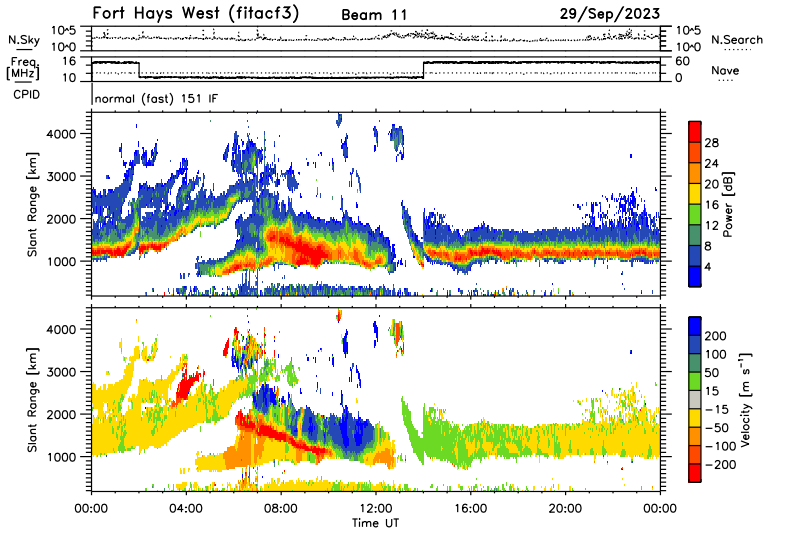 Fort Hays West (fitacf3) Beam 11 29/Sep/2023
N.Sky 10^5 10^0 10^5 10^0 N.Search
Freq. [MHz] 16 10 60 0 Nave
CPID normal (fast) 151 IF
Slant Range [km] 4000 3000 2000 1000
Power [dB] 28 24 20 16 12 8 4
Slant Range [km] 4000 3000 2000 1000
Velocity [m s⁻¹] 200 100 50 15 −15 −50 −100 −200
00:00 04:00 08:00 12:00 16:00 20:00 00:00
Time UT